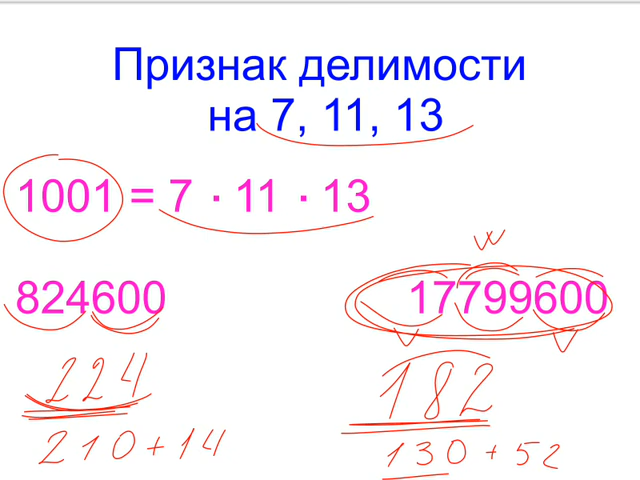 Признак делимости
на 7, 11, 13
1001 = 7 · 11 · 13
824600 17799600
224 182
210 + 14 130 + 52